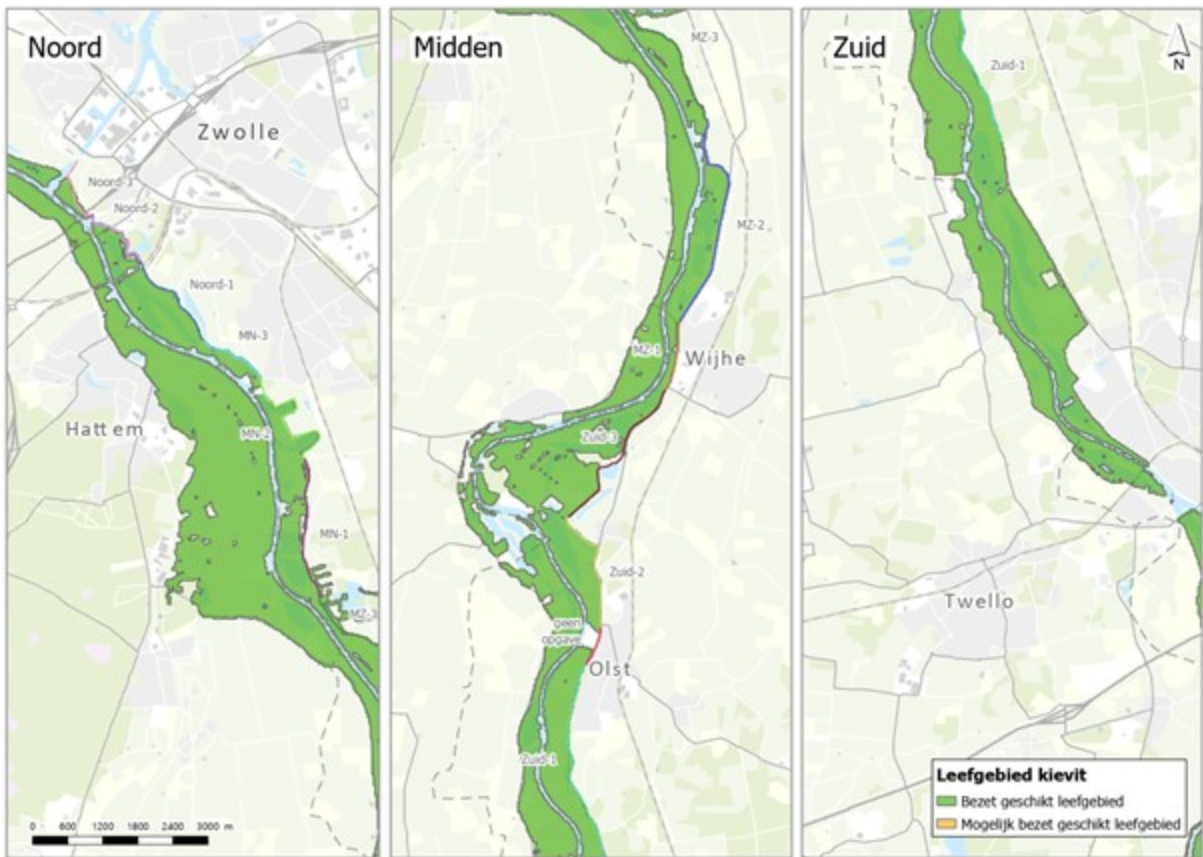 Noord
Zwolle
Noord-3
Noord-2
Noord-1
MN-3
Hattem
MN-2
MN-1
MZ-3
0 600 1200 1800 2400 3000 m
Midden
MZ-3
MZ-2
MZ-1
Wijhe
Zuid-3
Zuid-2
geen
opgave
Olst
Zuid-1
Zuid
Zuid-1
N
Twello
Leefgebied kievit
Bezet geschikt leefgebied
Mogelijk bezet geschikt leefgebied